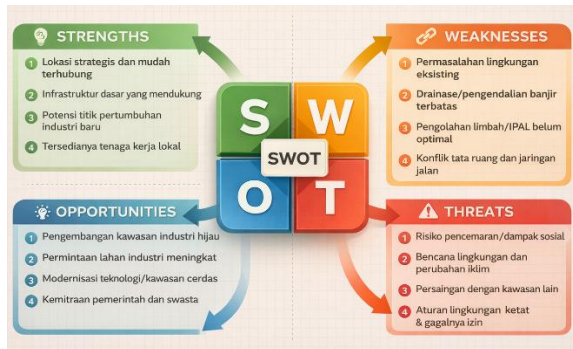 STRENGTHS
1 Lokasi strategis dan mudah
terhubung
2 Infrastruktur dasar yang mendukung
3 Potensi titik pertumbuhan
industri baru
4 Tersedianya tenaga kerja lokal
WEAKNESSES
1 Permasalahan lingkungan
eksisting
2 Drainase/pengendalian banjir
terbatas
3 Pengolahan limbah/IPAL belum
optimal
4 Konflik tata ruang dan jaringan
jalan
S W
SWOT
O T
OPPORTUNITIES
1 Pengembangan kawasan industri hijau
2 Permintaan lahan industri meningkat
3 Modernisasi teknologi/kawasan cerdas
4 Kemitraan pemerintah dan swasta
THREATS
1 Risiko pencemaran/dampak sosial
2 Bencana lingkungan dan
perubahan iklim
3 Persaingan dengan kawasan lain
4 Aturan lingkungan ketat
& gagalnya izin